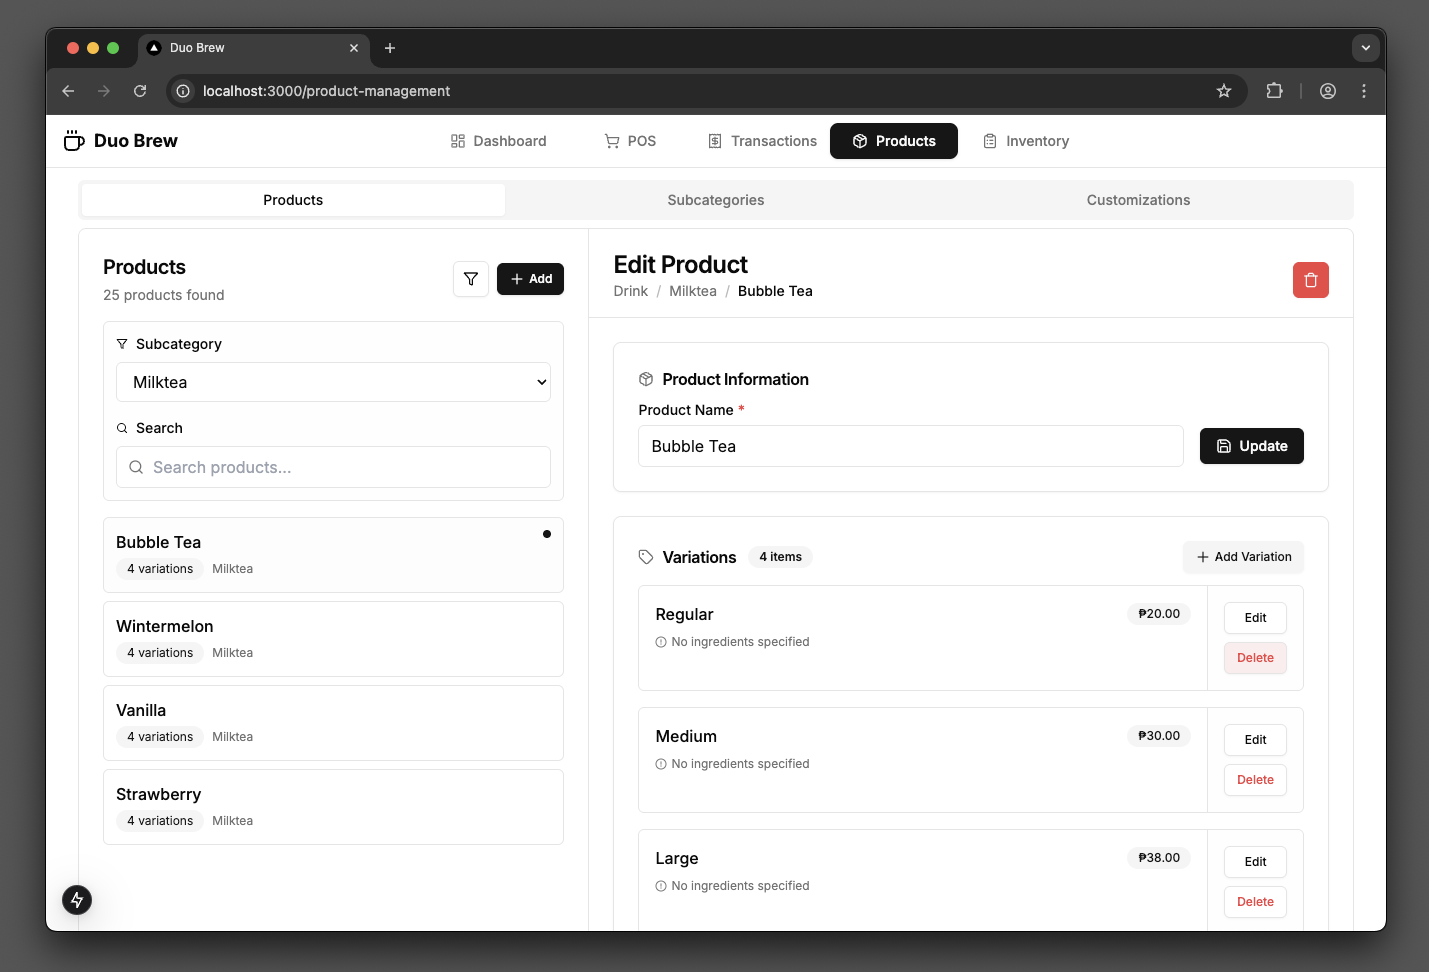 Duo Brew
localhost:3000/product-management
Duo Brew
Dashboard
POS
Transactions
Products
Inventory
Products
Subcategories
Customizations
Products
25 products found
Add
Subcategory
Milktea
Search
Search products...
Bubble Tea
4 variations Milktea
Wintermelon
4 variations Milktea
Vanilla
4 variations Milktea
Strawberry
4 variations Milktea
Edit Product
Drink / Milktea / Bubble Tea
Product Information
Product Name *
Bubble Tea
Update
Variations 4 items
Add Variation
Regular ₱20.00
No ingredients specified
Edit
Delete
Medium ₱30.00
No ingredients specified
Edit
Delete
Large ₱38.00
No ingredients specified
Edit
Delete